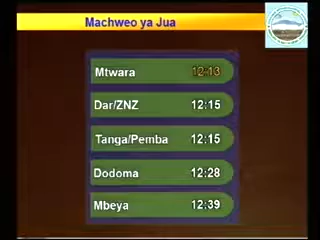 Machweo ya Jua
Mtwara 12:13
Dar/ZNZ 12:15
Tanga/Pemba 12:15
Dodoma 12:28
Mbeya 12:39